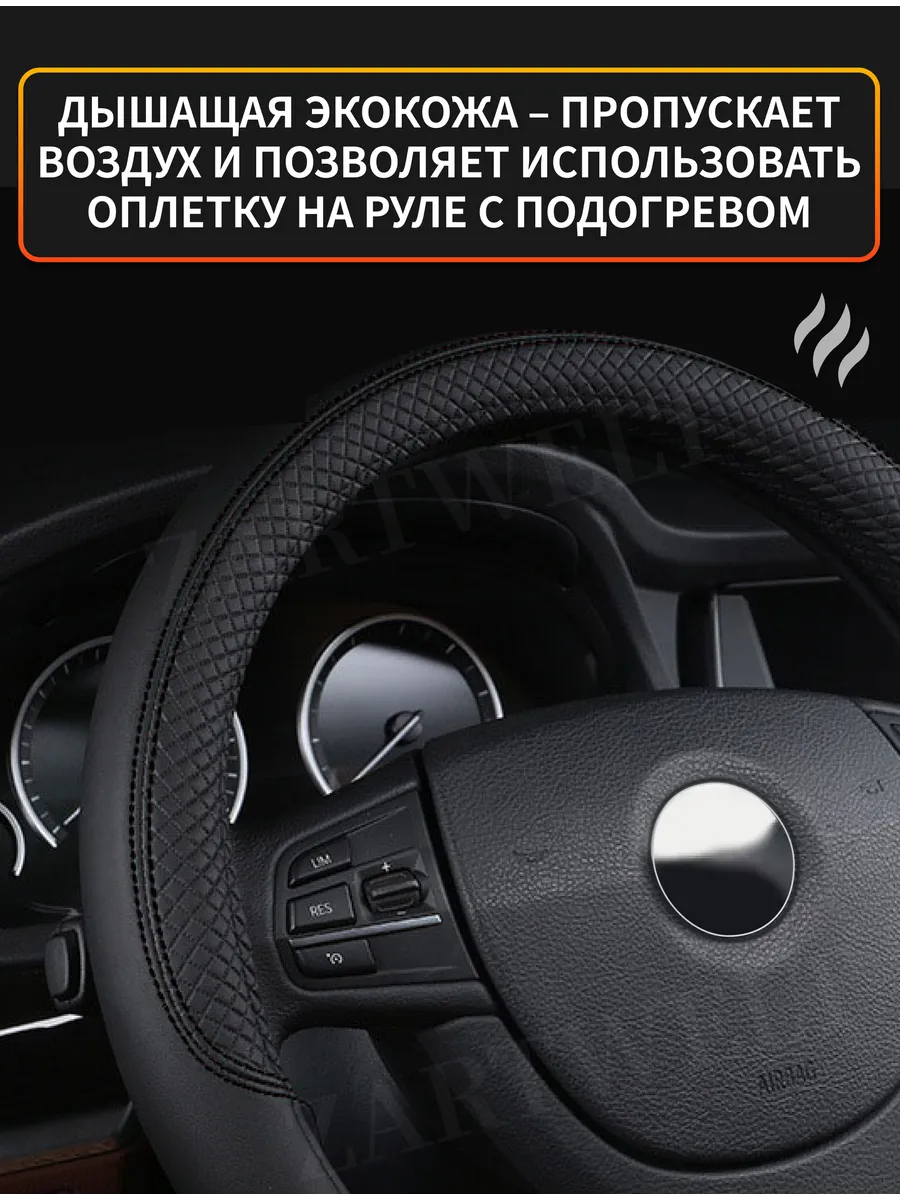 ДЫШАЩАЯ ЭКОКОЖА – ПРОПУСКАЕТ
ВОЗДУХ И ПОЗВОЛЯЕТ ИСПОЛЬЗОВАТЬ
ОПЛЕТКУ НА РУЛЕ С ПОДОГРЕВОМ
LIM
+
RES
-
AIRBAG